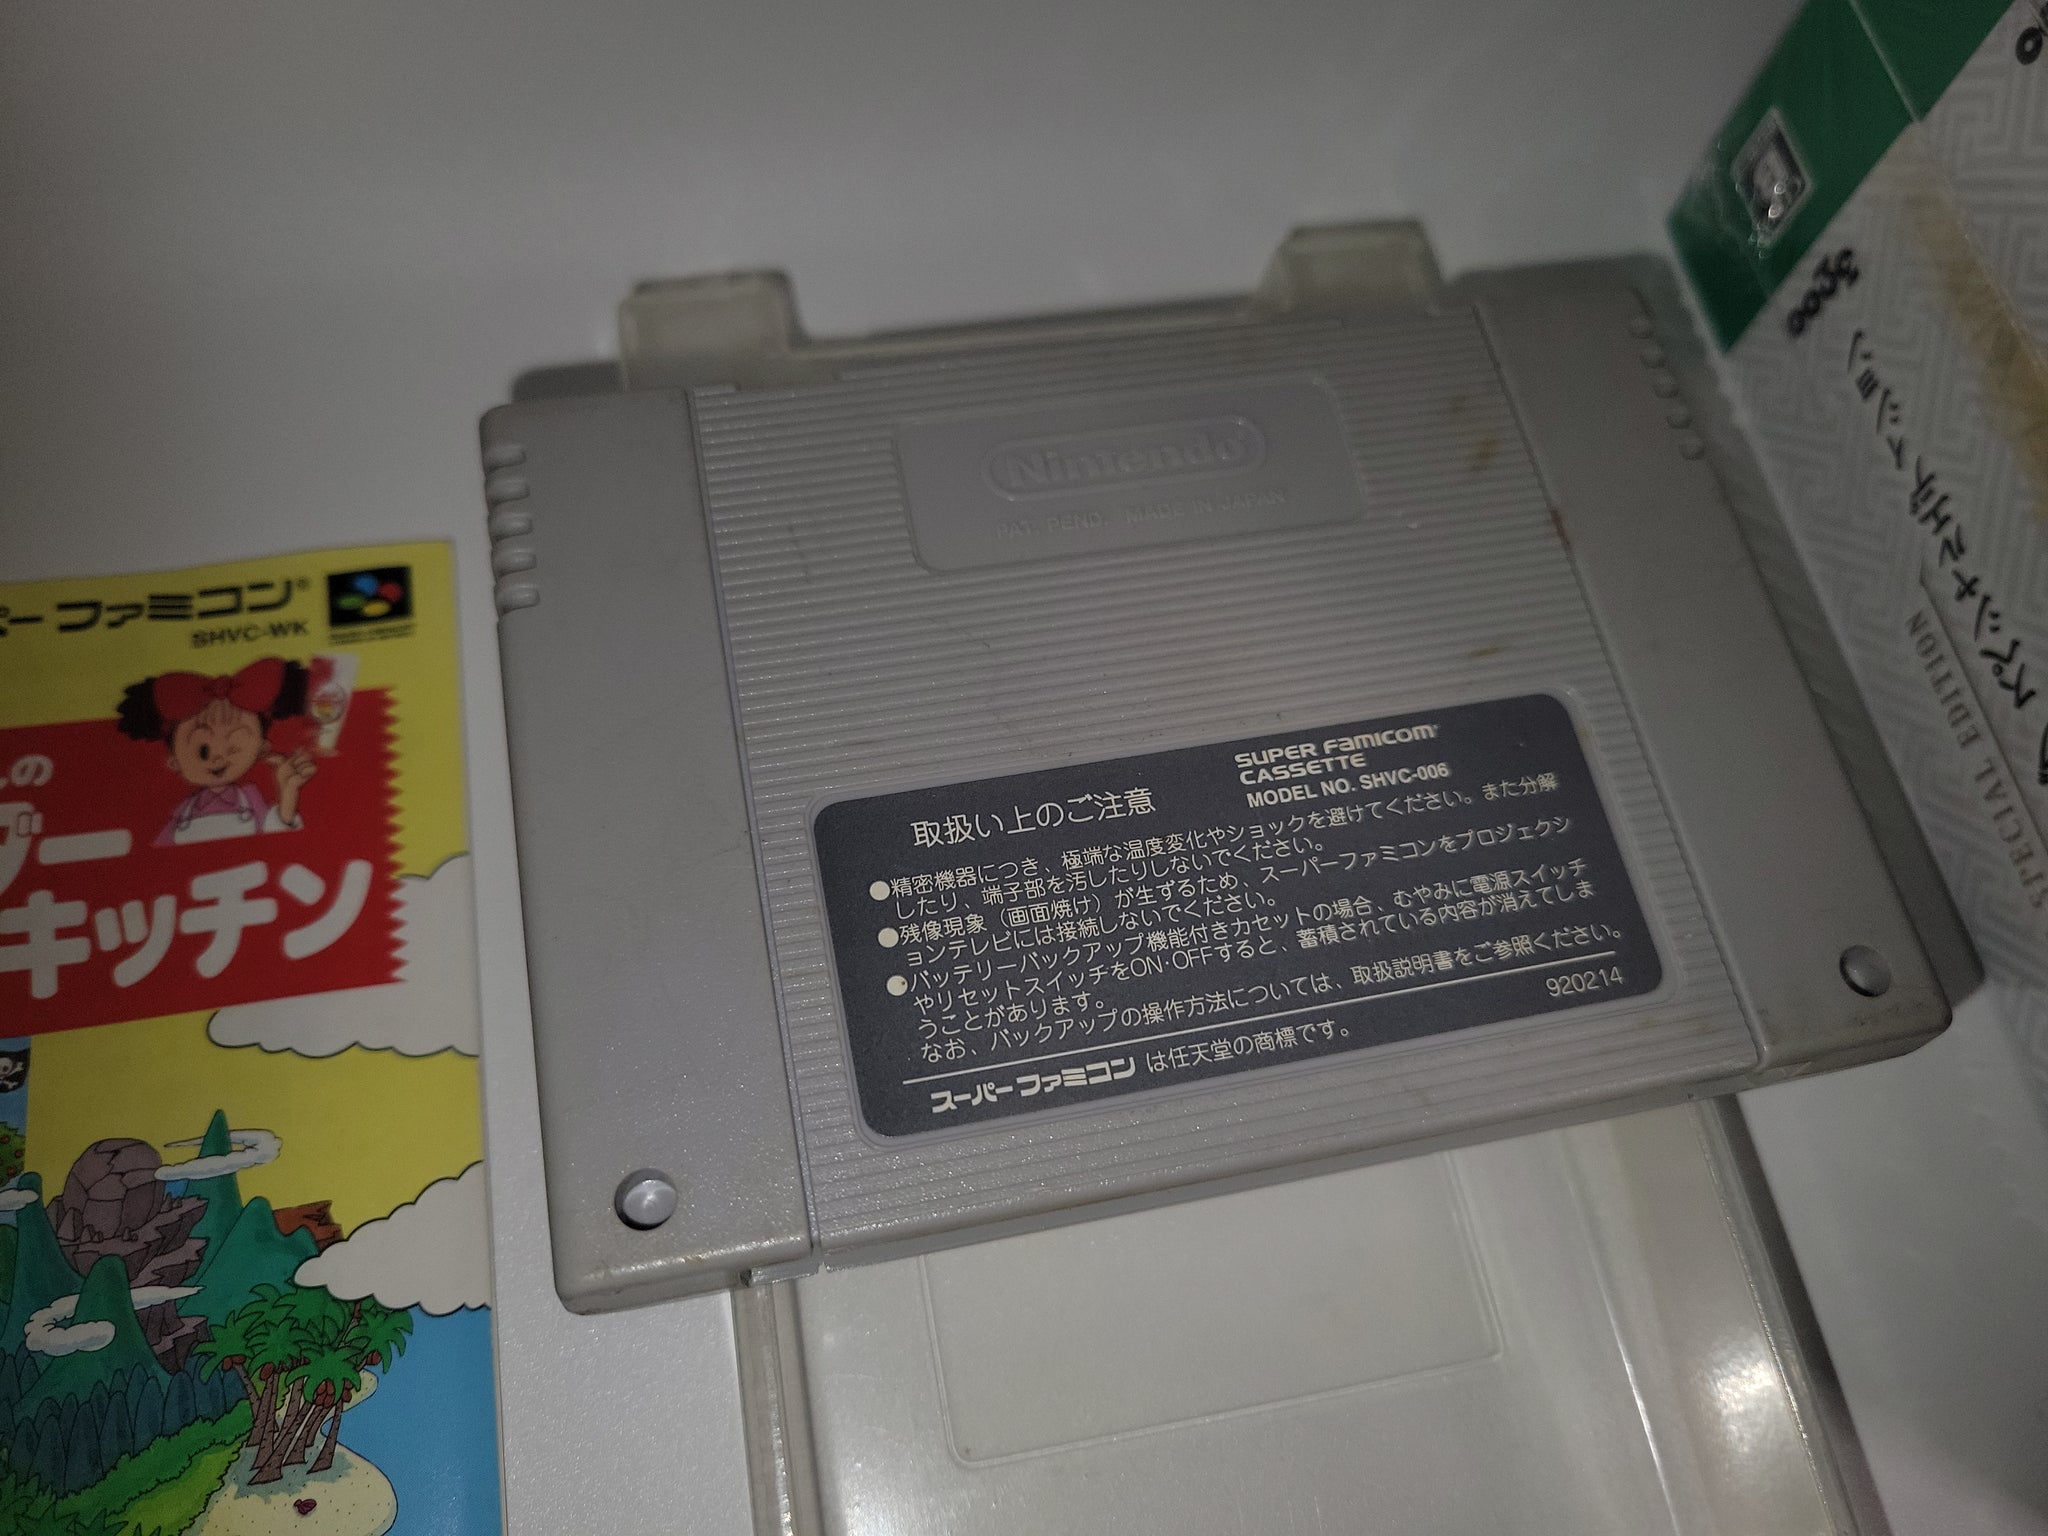 ー ファミコン®
SHVC-WK
の
ブー
キッチン
Nintendo®
PAT. PEND. MADE IN JAPAN
SUPER FAMICOM
CASSETTE
MODEL NO. SHVC-006
取扱い上のご注意
●精密機器につき、極端な温度変化やショックを避けてください。また分解
したり、端子部を汚したりしないでください。
●残像現象（画面焼け）が生ずるため、スーパーファミコンをプロジェクシ
ョンテレビには接続しないでください。
●バッテリーバックアップ機能付きカセットの場合、むやみに電源スイッチ
やリセットスイッチをON・OFFすると、蓄積されている内容が消えてしま
うことがあります。
なお、バックアップの操作方法については、取扱説明書をご参照ください。
920214
スーパーファミコン は任天堂の商標です。
スペシャルエディション
SPECIAL EDITION